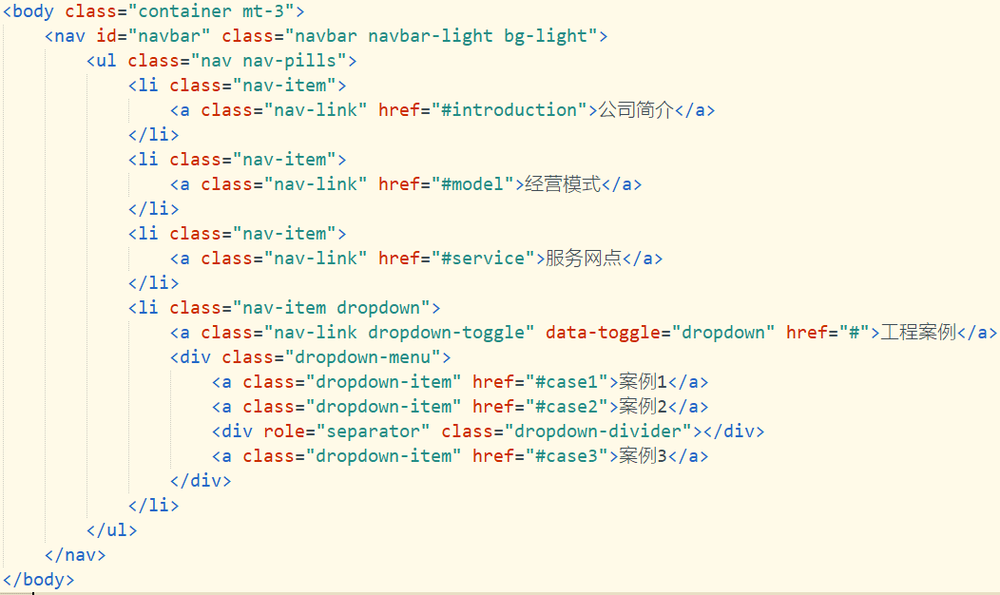 <body class="container mt-3">
<nav id="navbar" class="navbar navbar-light bg-light">
<ul class="nav nav-pills">
<li class="nav-item">
<a class="nav-link" href="#introduction">公司简介</a>
</li>
<li class="nav-item">
<a class="nav-link" href="#model">经营模式</a>
</li>
<li class="nav-item">
<a class="nav-link" href="#service">服务网点</a>
</li>
<li class="nav-item dropdown">
<a class="nav-link dropdown-toggle" data-toggle="dropdown" href="#">工程案例</a>
<div class="dropdown-menu">
<a class="dropdown-item" href="#case1">案例1</a>
<a class="dropdown-item" href="#case2">案例2</a>
<div role="separator" class="dropdown-divider"></div>
<a class="dropdown-item" href="#case3">案例3</a>
</div>
</li>
</ul>
</nav>
</body>